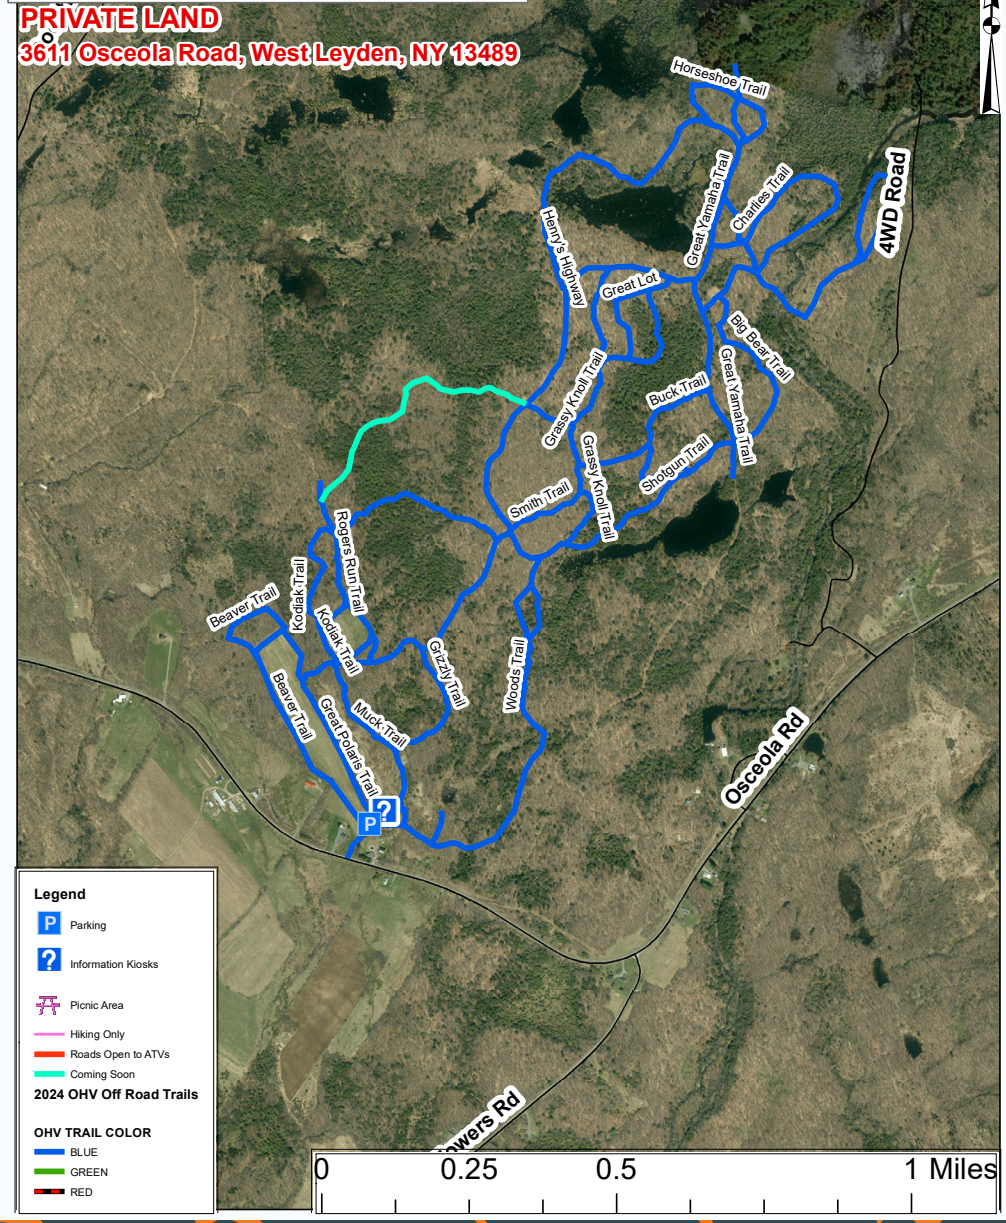 PRIVATE LAND
3611 Osceola Road, West Leyden, NY 13489
Horseshoe Trail
4WD Road
Great Yamaha Trail
Charlies Trail
Henry's Highway
Great Lot
Big Bear Trail
Great Yamaha Trail
Grassy Knoll Trail
Buck Trail
Grassy Knoll Trail
Shotgun Trail
Smith Trail
Rogers Run Trail
Kodiak Trail
Beaver Trail
Kodiak Trail
Grizzly Trail
Woods Trail
Beaver Trail
Great Polaris Trail
Muck Trail
Osceola Rd
?
P
Legend
P Parking
? Information Kiosks
Picnic Area
Hiking Only
Roads Open to ATVs
Coming Soon
2024 OHV Off Road Trails
OHV TRAIL COLOR
BLUE
GREEN
RED
owers Rd
0 0.25 0.5 1 Miles